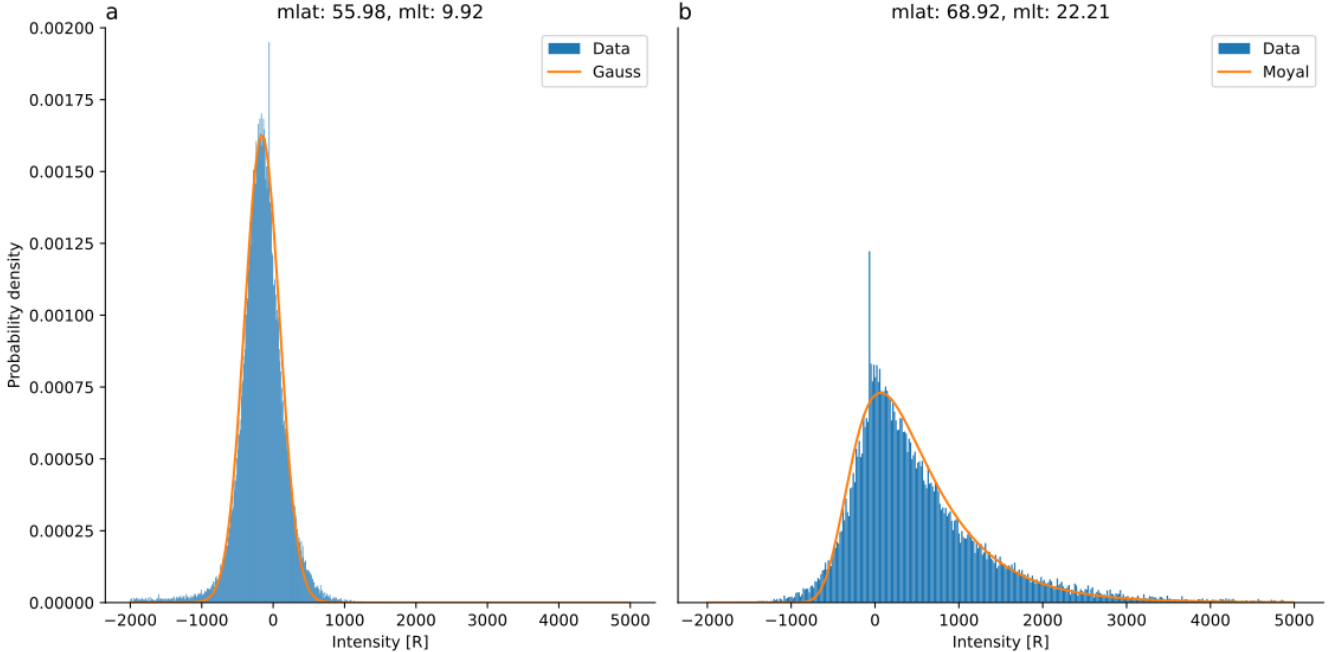 a
mlat: 55.98, mlt: 9.92
Data
Gauss
Probability density
0.00200
0.00175
0.00150
0.00125
0.00100
0.00075
0.00050
0.00025
0.00000
−2000 −1000 0 1000 2000 3000 4000 5000
Intensity [R]
b
mlat: 68.92, mlt: 22.21
Data
Moyal
−2000 −1000 0 1000 2000 3000 4000 5000
Intensity [R]